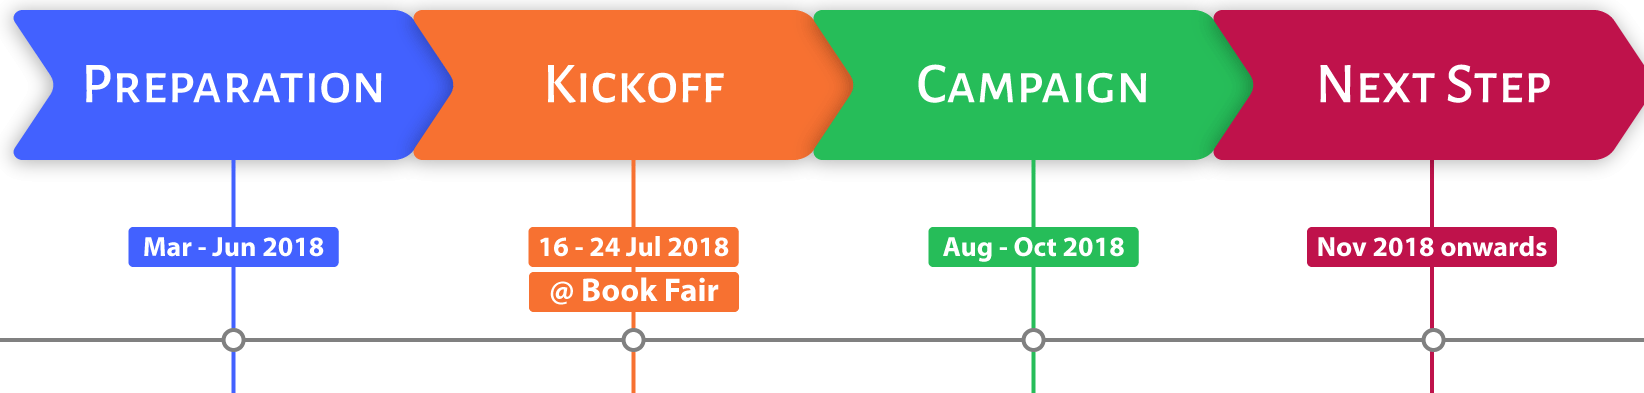 Preparation
Kickoff
Campaign
Next Step
Mar - Jun 2018
16 - 24 Jul 2018
@ Book Fair
Aug - Oct 2018
Nov 2018 onwards